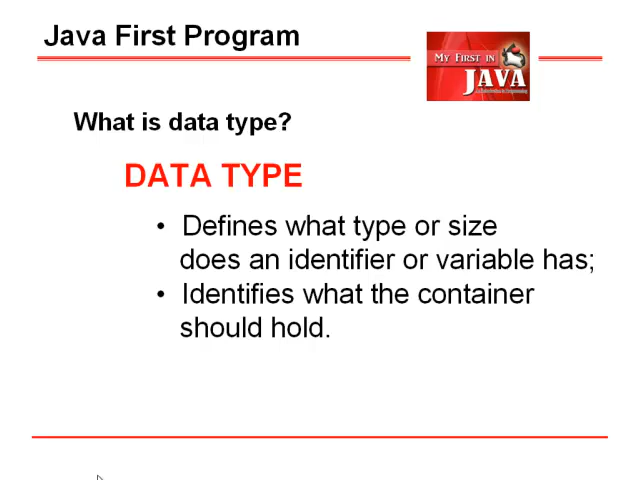 Java First Program
MY FIRST IN
JAVA
What is data type?
DATA TYPE
• Defines what type or size
does an identifier or variable has;
• Identifies what the container
should hold.